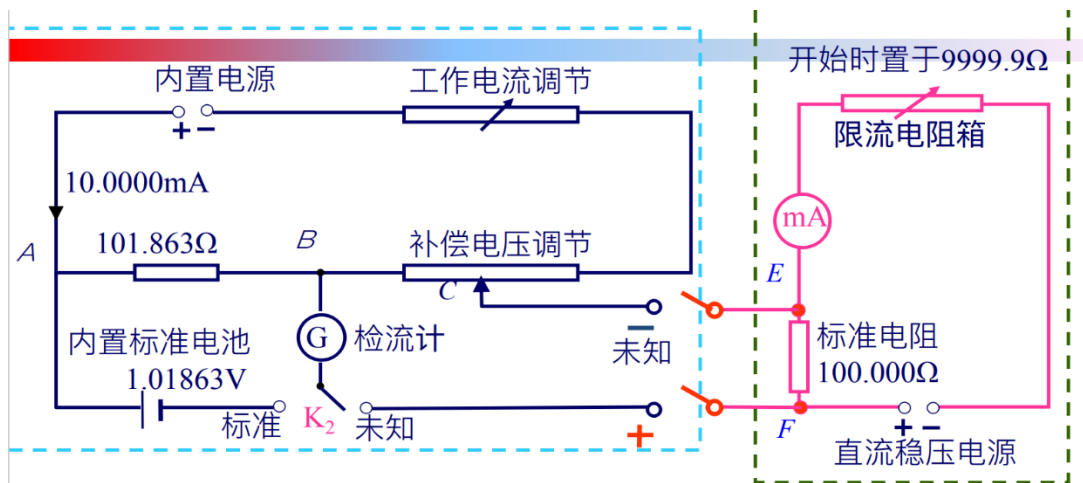 开始时置于9999.9Ω
内置电源
工作电流调节
+ −
限流电阻箱
10.0000mA
mA
A
101.863Ω
B
补偿电压调节
C
E
G
检流计
−
未知
标准电阻
100.000Ω
内置标准电池
1.01863V
标准
K₂
未知
+
F
+ −
直流稳压电源